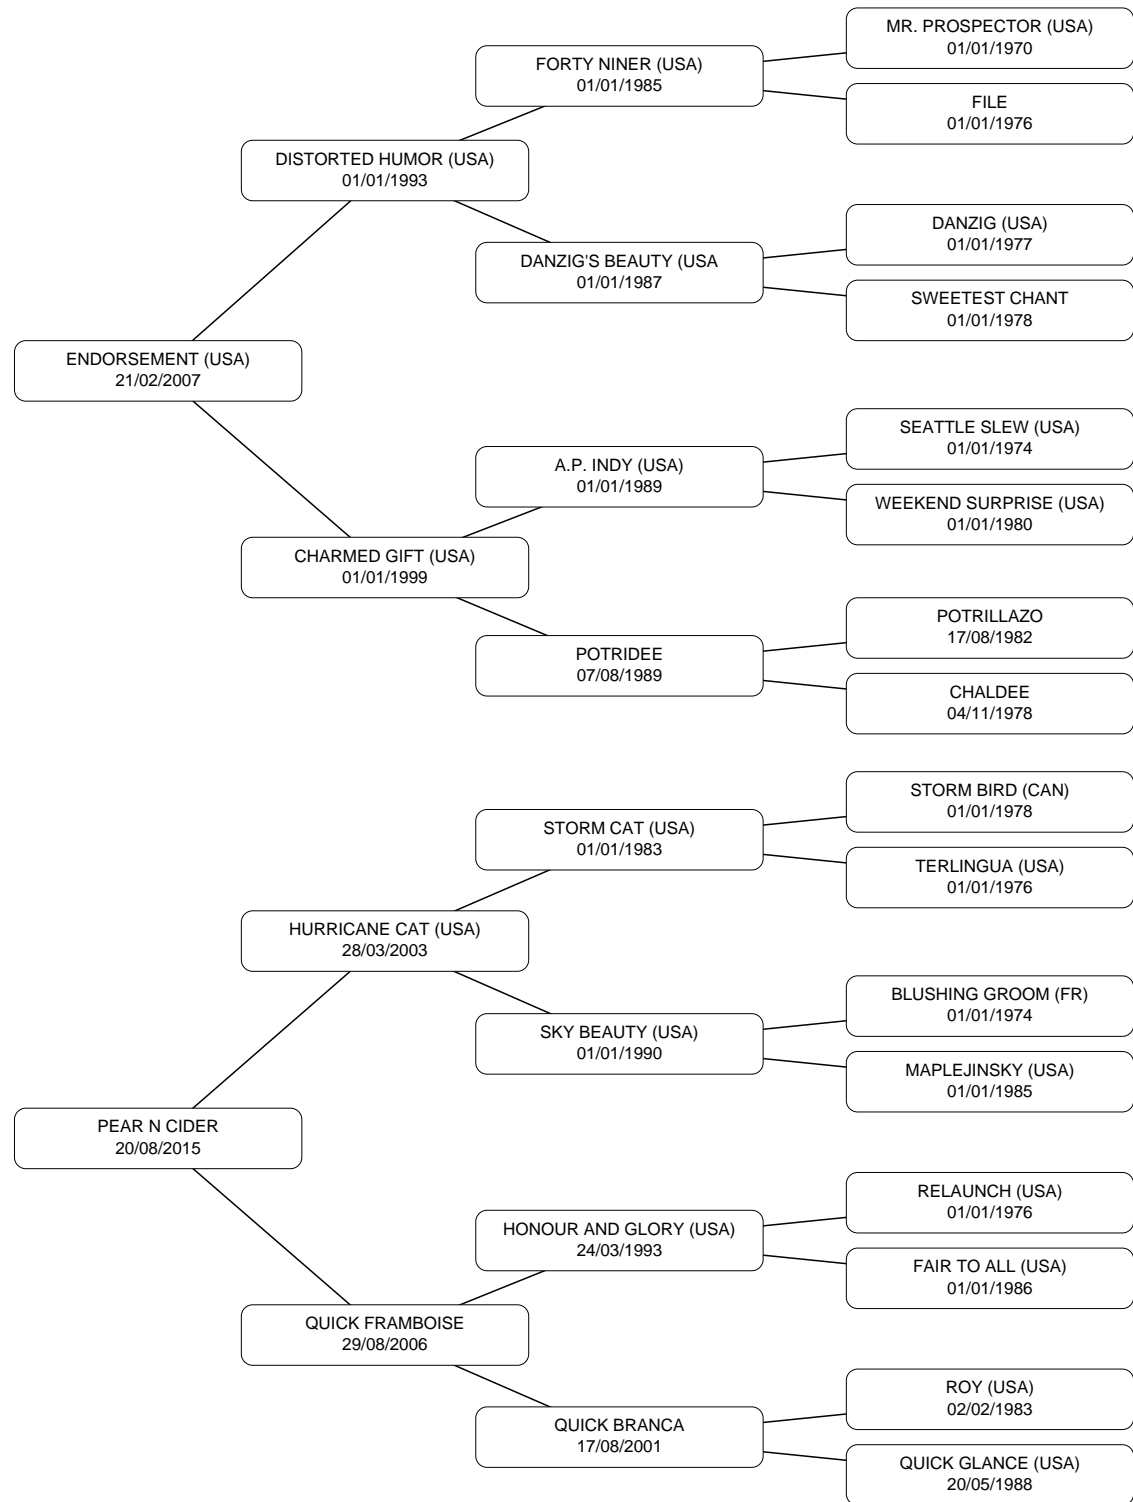 MR. PROSPECTOR (USA)
01/01/1970
FORTY NINER (USA)
01/01/1985
FILE
01/01/1976
DISTORTED HUMOR (USA)
01/01/1993
DANZIG (USA)
01/01/1977
DANZIG'S BEAUTY (USA
01/01/1987
SWEETEST CHANT
01/01/1978
ENDORSEMENT (USA)
21/02/2007
SEATTLE SLEW (USA)
01/01/1974
A.P. INDY (USA)
01/01/1989
WEEKEND SURPRISE (USA)
01/01/1980
CHARMED GIFT (USA)
01/01/1999
POTRILLAZO
17/08/1982
POTRIDEE
07/08/1989
CHALDEE
04/11/1978
STORM BIRD (CAN)
01/01/1978
STORM CAT (USA)
01/01/1983
TERLINGUA (USA)
01/01/1976
HURRICANE CAT (USA)
28/03/2003
BLUSHING GROOM (FR)
01/01/1974
SKY BEAUTY (USA)
01/01/1990
MAPLEJINSKY (USA)
01/01/1985
PEAR N CIDER
20/08/2015
RELAUNCH (USA)
01/01/1976
HONOUR AND GLORY (USA)
24/03/1993
FAIR TO ALL (USA)
01/01/1986
QUICK FRAMBOISE
29/08/2006
ROY (USA)
02/02/1983
QUICK BRANCA
17/08/2001
QUICK GLANCE (USA)
20/05/1988